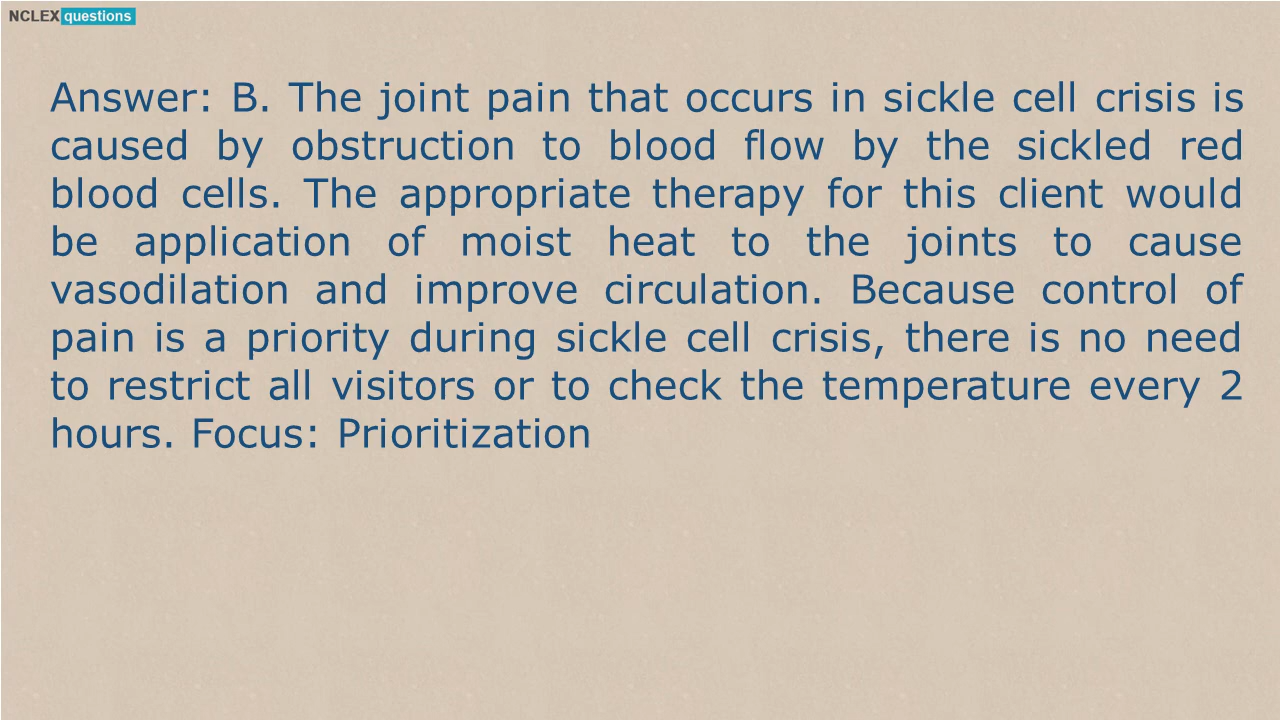 NCLEX questions
Answer: B. The joint pain that occurs in sickle cell crisis is
caused by obstruction to blood flow by the sickled red
blood cells. The appropriate therapy for this client would
be application of moist heat to the joints to cause
vasodilation and improve circulation. Because control of
pain is a priority during sickle cell crisis, there is no need
to restrict all visitors or to check the temperature every 2
hours. Focus: Prioritization